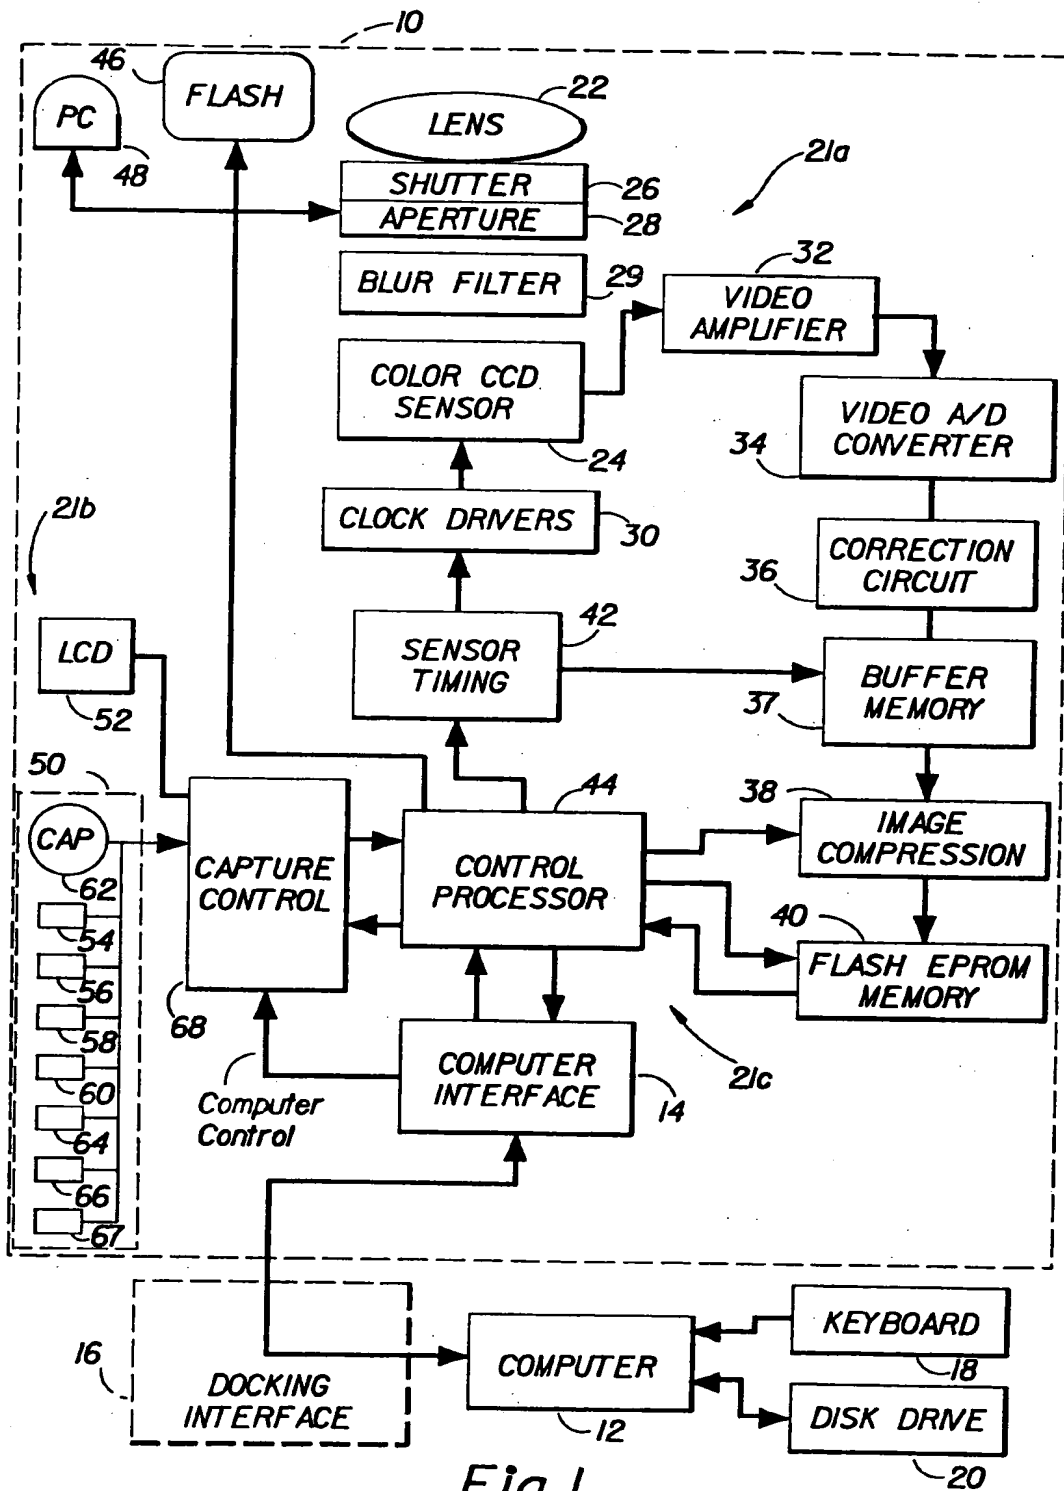 10
46
FLASH
PC
48
22
LENS
21a
SHUTTER
26
APERTURE
28
BLUR FILTER
29
32
VIDEO
AMPLIFIER
COLOR CCD
SENSOR
24
VIDEO A/D
CONVERTER
34
21b
CLOCK DRIVERS
30
CORRECTION
CIRCUIT
36
LCD
52
SENSOR
TIMING
42
BUFFER
MEMORY
37
50
CAP
62
54
56
58
60
64
66
67
CAPTURE
CONTROL
68
44
CONTROL
PROCESSOR
38
IMAGE
COMPRESSION
40
FLASH EPROM
MEMORY
21c
Computer
Control
COMPUTER
INTERFACE
14
16
DOCKING
INTERFACE
COMPUTER
12
KEYBOARD
18
DISK DRIVE
20
Fig. 1